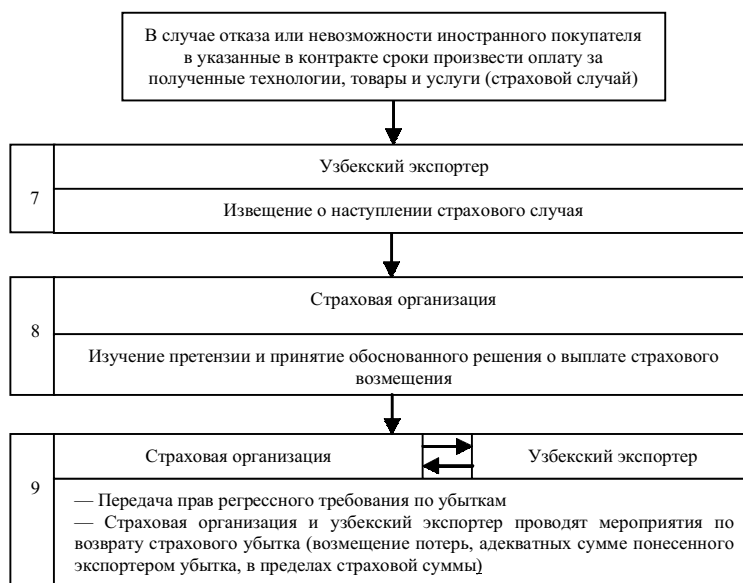 В случае отказа или невозможности иностранного покупателя
в указанные в контракте сроки произвести оплату за
полученные технологии, товары и услуги (страховой случай)
7
Узбекский экспортер
Извещение о наступлении страхового случая
8
Страховая организация
Изучение претензии и принятие обоснованного решения о выплате страхового
возмещения
9
Страховая организация
Узбекский экспортер
— Передача прав регрессного требования по убыткам
— Страховая организация и узбекский экспортер проводят мероприятия по
возврату страхового убытка (возмещение потерь, адекватных сумме понесенного
экспортером убытка, в пределах страховой суммы)